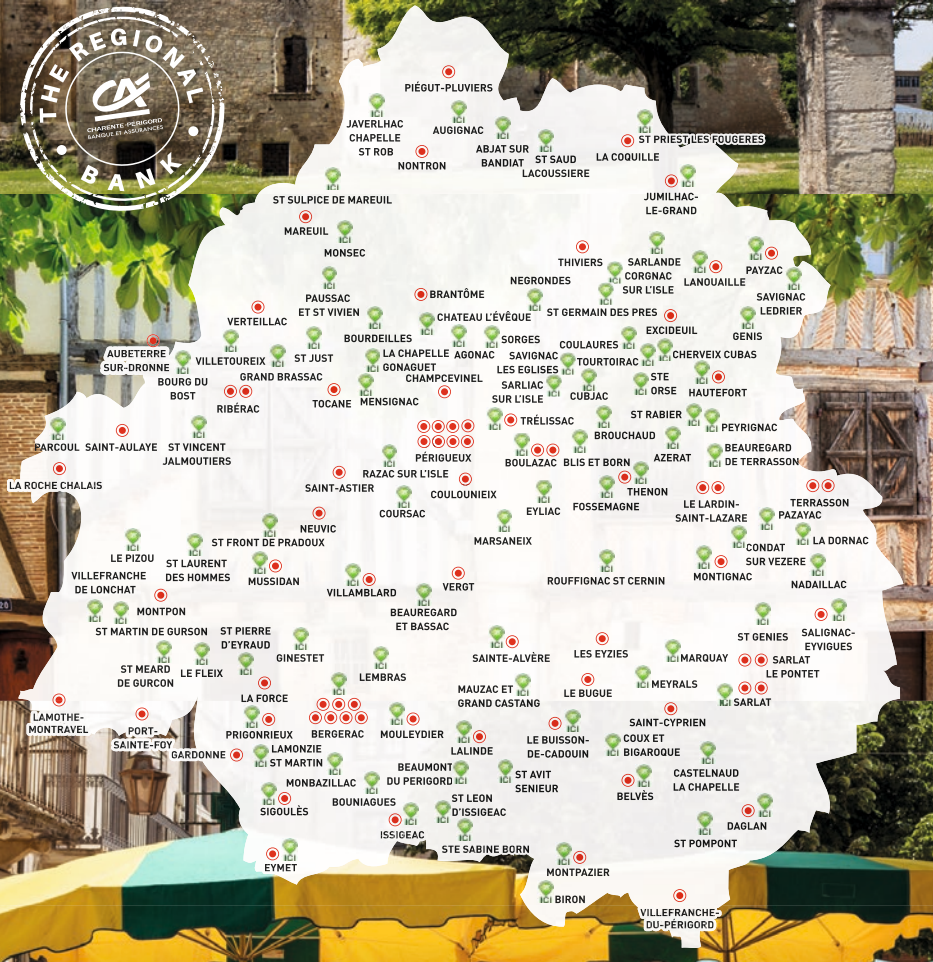 THE REGIONAL
CA
CHARENTE-PÉRIGORD
BANQUE ET ASSURANCES
BANK
PIÉGUT-PLUVIERS
JAVERLHAC
CHAPELLE
ST ROB
AUGIGNAC
NONTRON
ABJAT SUR
BANDIAT
ST SAUD
LACOUSSIERE
ST PRIEST LES FOUGERES
LA COQUILLE
JUMILHAC-
LE-GRAND
ST SULPICE DE MAREUIL
MAREUIL
MONSEC
THIVIERS
SARLANDE
LANOUAILLE
PAYZAC
SAVIGNAC
LEDRIER
NEGRONDES
CORGNAC
SUR L'ISLE
PAUSSAC
ET ST VIVIEN
BRANTÔME
VERTEILLAC
BOURDEILLES
CHATEAU L'ÉVÊQUE
ST GERMAIN DES PRES
EXCIDEUIL
GENIS
AUBETERRE
SUR-DRONNE
BOURG DU
BOST
VILLETOUREIX
GRAND BRASSAC
ST JUST
LA CHAPELLE
GONAGUET
AGONAC
SORGES
COULAURES
SAVIGNAC
LES EGLISES
TOURTOIRAC
CHERVEIX CUBAS
RIBÉRAC
TOCANE
MENSIGNAC
CHAMPCEVINEL
SARLIAC
SUR L'ISLE
CUBJAC
STE
ORSE
HAUTEFORT
PARCOUL
SAINT-AULAYE
ST VINCENT
JALMOUTIERS
PÉRIGUEUX
TRÉLISSAC
BROUCHAUD
ST RABIER
PEYRIGNAC
LA ROCHE CHALAIS
RAZAC SUR L'ISLE
BOULAZAC
BLIS ET BORN
AZERAT
BEAUREGARD
DE TERRASSON
SAINT-ASTIER
COULOUNIEIX
COURSAC
EYLIAC
FOSSEMAGNE
THENON
LE LARDIN-
SAINT-LAZARE
TERRASSON
PAZAYAC
NEUVIC
ST FRONT DE PRADOUX
MARSANEIX
LA DORNAC
CONDAT
SUR VEZERE
LE PIZOU
ST LAURENT
DES HOMMES
MUSSIDAN
VILLAMBLARD
VERGT
ROUFFIGNAC ST CERNIN
MONTIGNAC
NADAILLAC
VILLEFRANCHE
DE LONCHAT
MONTPON
BEAUREGARD
ET BASSAC
ST MARTIN DE GURSON
ST PIERRE
D'EYRAUD
GINESTET
SAINTE-ALVÈRE
LES EYZIES
ST GENIES
SALIGNAC-
EYVIGUES
ST MEARD
DE GURCON
LE FLEIX
LEMBRAS
MARQUAY
SARLAT
LE PONTET
LA FORCE
MAUZAC ET
GRAND CASTANG
LE BUGUE
MEYRALS
SARLAT
LAMOTHE-
MONTRAVEL
PORT-
SAINTE-FOY
PRIGONRIEUX
BERGERAC
MOULEYDIER
SAINT-CYPRIEN
GARDONNE
LAMONZIE
ST MARTIN
LALINDE
LE BUISSON-
DE-CADOUIN
COUX ET
BIGAROQUE
MONBAZILLAC
BEAUMONT
DU PERIGORD
ST AVIT
SENIEUR
CASTELNAUD
LA CHAPELLE
SIGOULÈS
BOUNIAGUES
ST LEON
D'ISSIGEAC
BELVÈS
ISSIGEAC
DAGLAN
STE SABINE BORN
ST POMPONT
EYMET
MONTPAZIER
BIRON
VILLEFRANCHE-
DU-PÉRIGORD
20